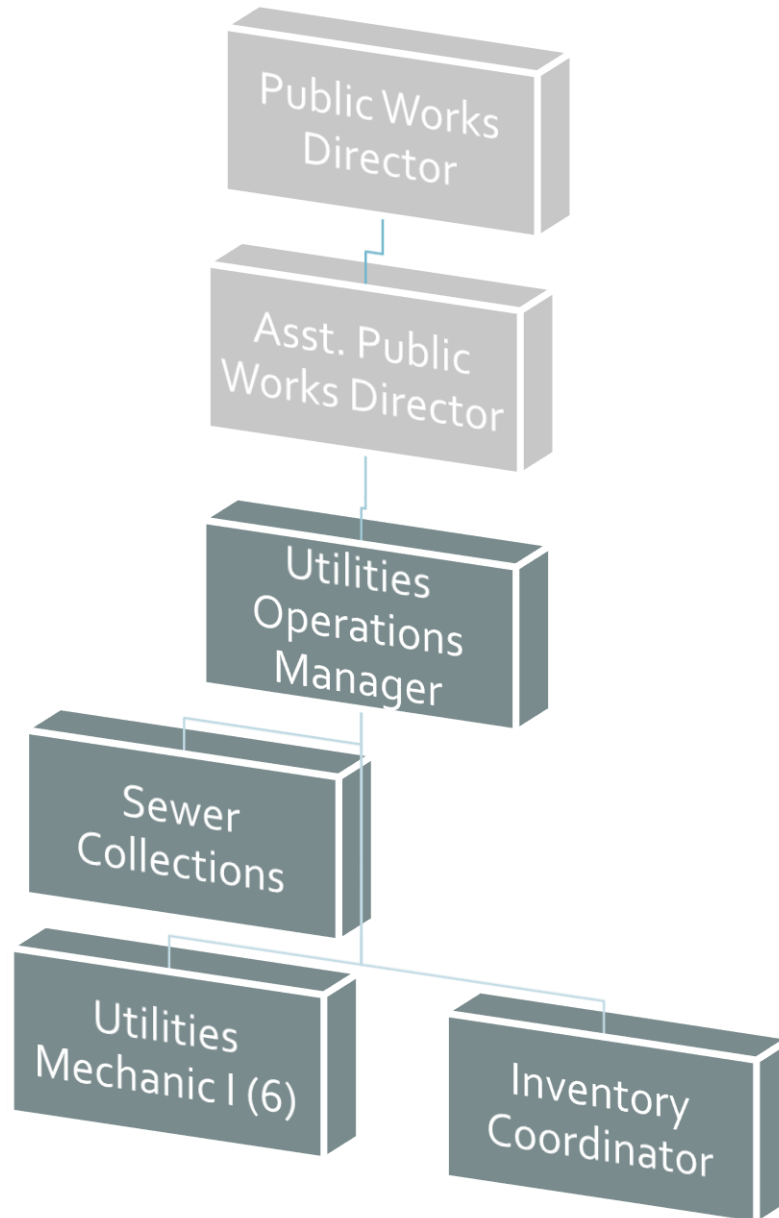 Public Works
Director
Asst. Public
Works Director
Utilities
Operations
Manager
Sewer
Collections
Utilities
Mechanic I (6)
Inventory
Coordinator